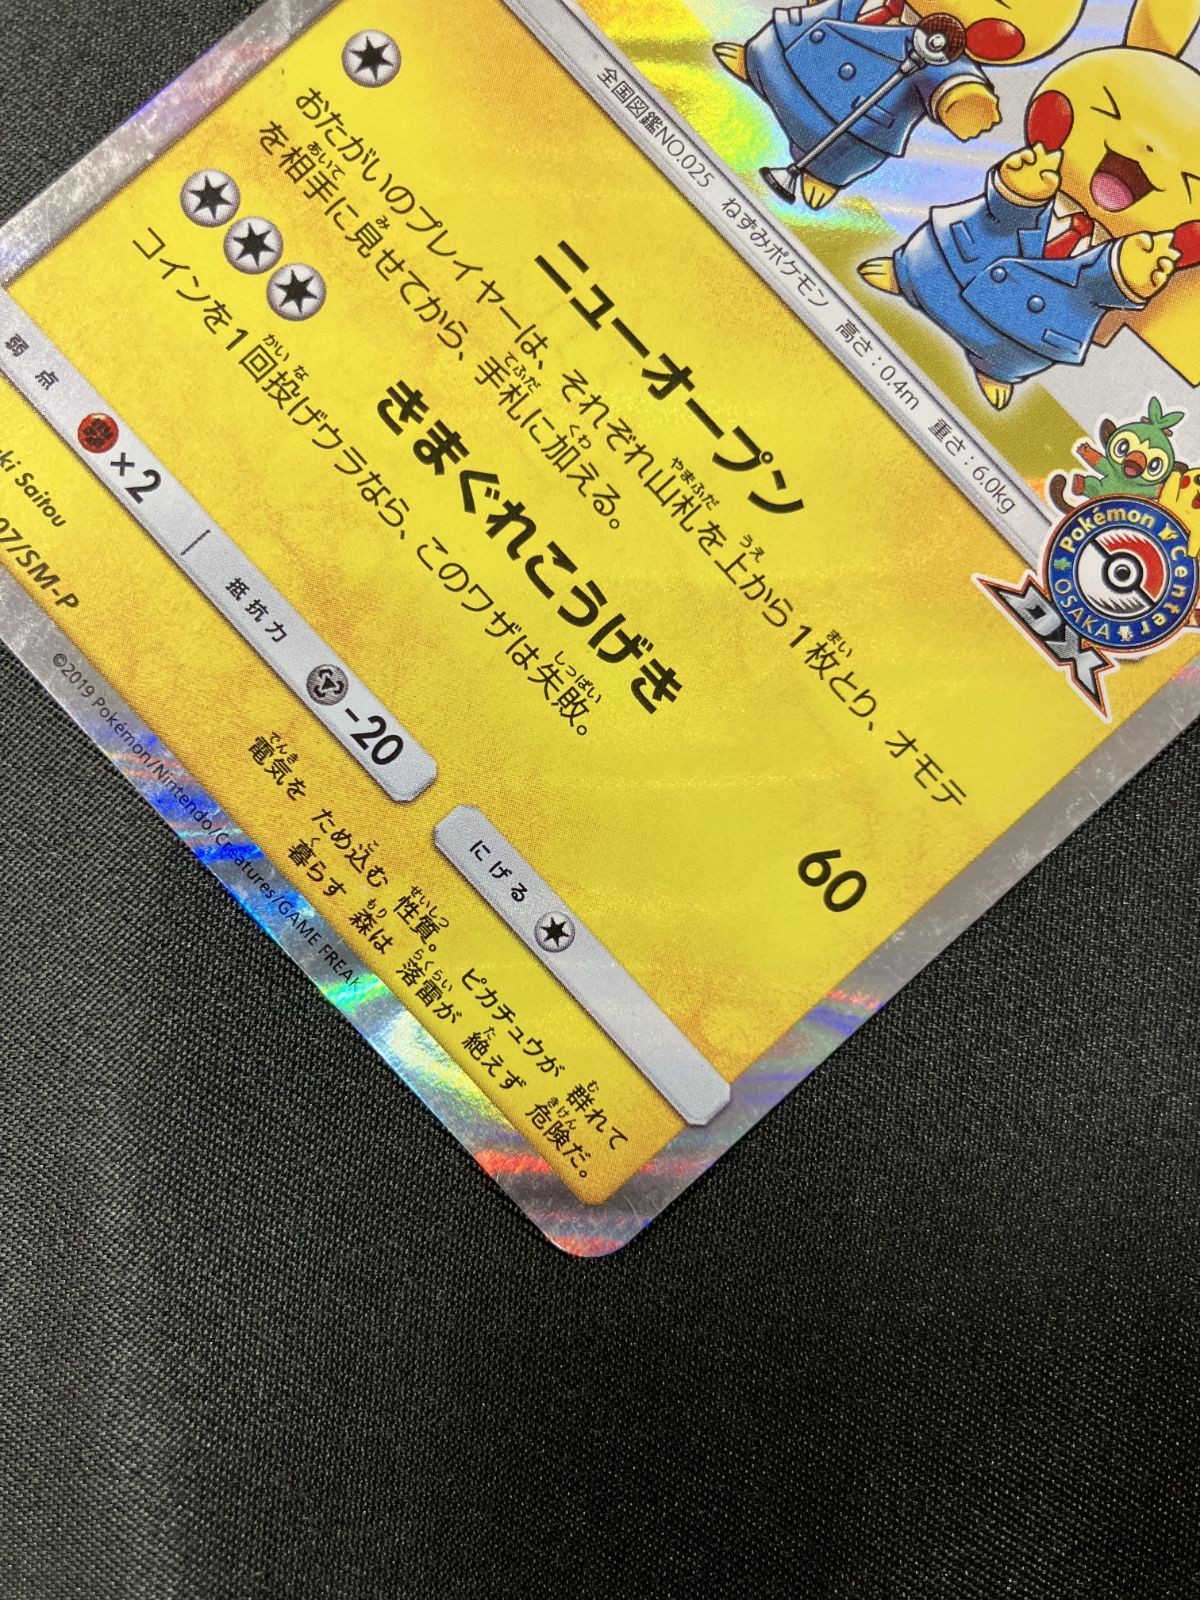 全国図鑑NO.025 ねずみポケモン 高さ：0.4m 重さ：6.0kg
Pokémon Center
OSAKA
DX
ニューオープン
おたがいのプレイヤーは、それぞれ山札を上から1枚とり、オモテ
を相手に見せてから、手札に加える。
きまぐれこうげき 60
コインを1回投げウラなら、このワザは失敗。
弱点 ×2 抵抗力 -20 にげる
電気を ため込む 性質。 ピカチュウが 群れて
暮らす 森は 落雷が 絶えず 危険だ。
Saitou
/SM-P
©2019 Pokémon/Nintendo/Creatures/GAME FREAK